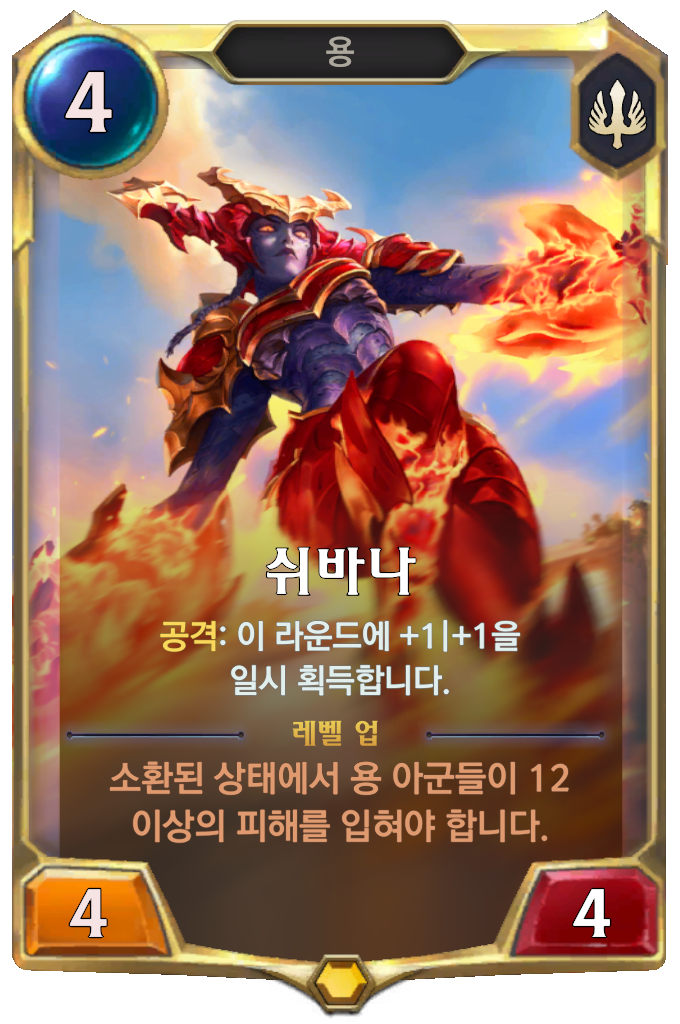 용
4
쉬바나
공격: 이 라운드에 +1|+1을
일시 획득합니다.
레벨 업
소환된 상태에서 용 아군들이 12
이상의 피해를 입혀야 합니다.
4
4